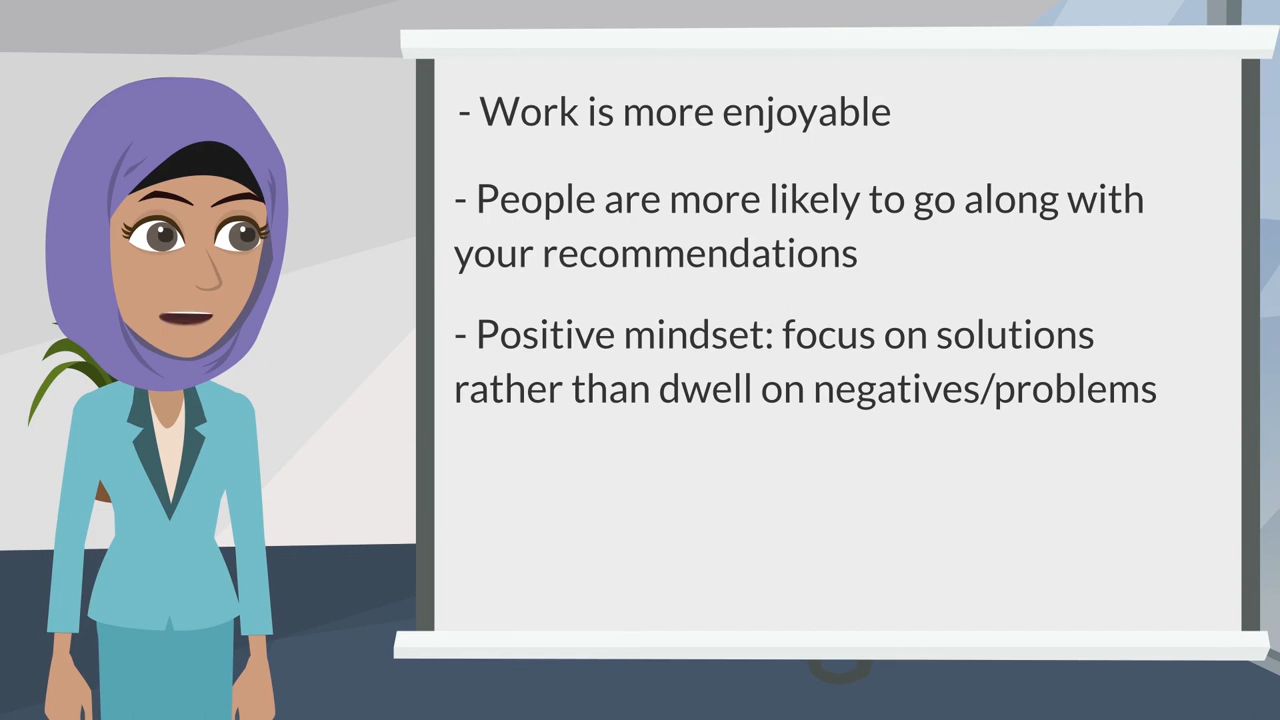 - Work is more enjoyable
- People are more likely to go along with
your recommendations
- Positive mindset: focus on solutions
rather than dwell on negatives/problems